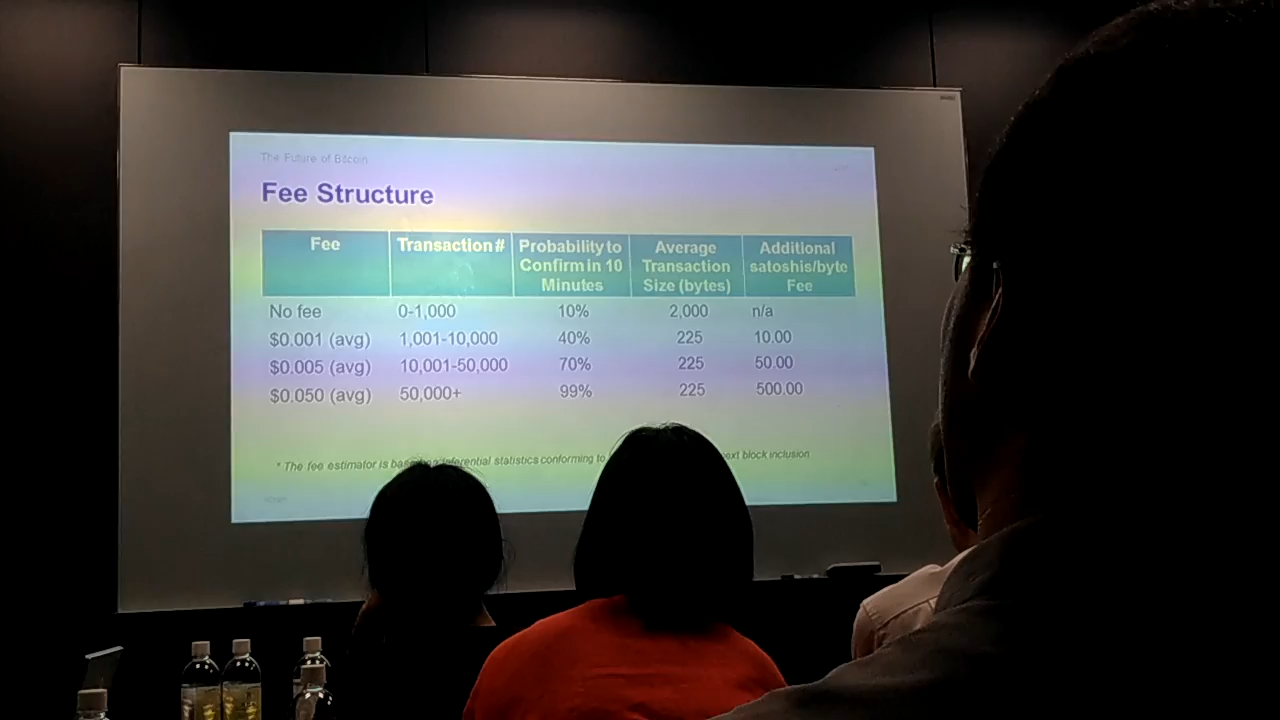 The Future of Bitcoin
Fee Structure
Fee Transaction # Probability to Confirm in 10 Minutes Average Transaction Size (bytes) Additional satoshis/byte Fee
No fee 0-1,000 10% 2,000 n/a
$0.001 (avg) 1,001-10,000 40% 225 10.00
$0.005 (avg) 10,001-50,000 70% 225 50.00
$0.050 (avg) 50,000+ 99% 225 500.00
* The fee estimator is based on inferential statistics conforming to block inclusion